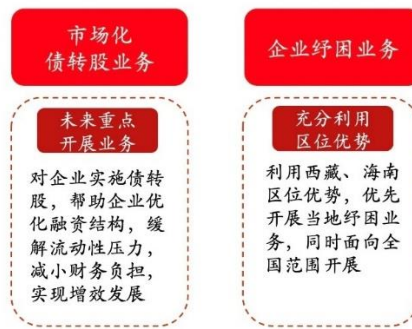 市场化
债转股业务
未来重点
开展业务
对企业实施债转
股，帮助企业优
化融资结构，缓
解流动性压力，
减小财务负担，
实现增效发展
企业纾困业务
充分利用
区位优势
利用西藏、海南
区位优势，优先
开展当地纾困业
务，同时面向全
国范围开展